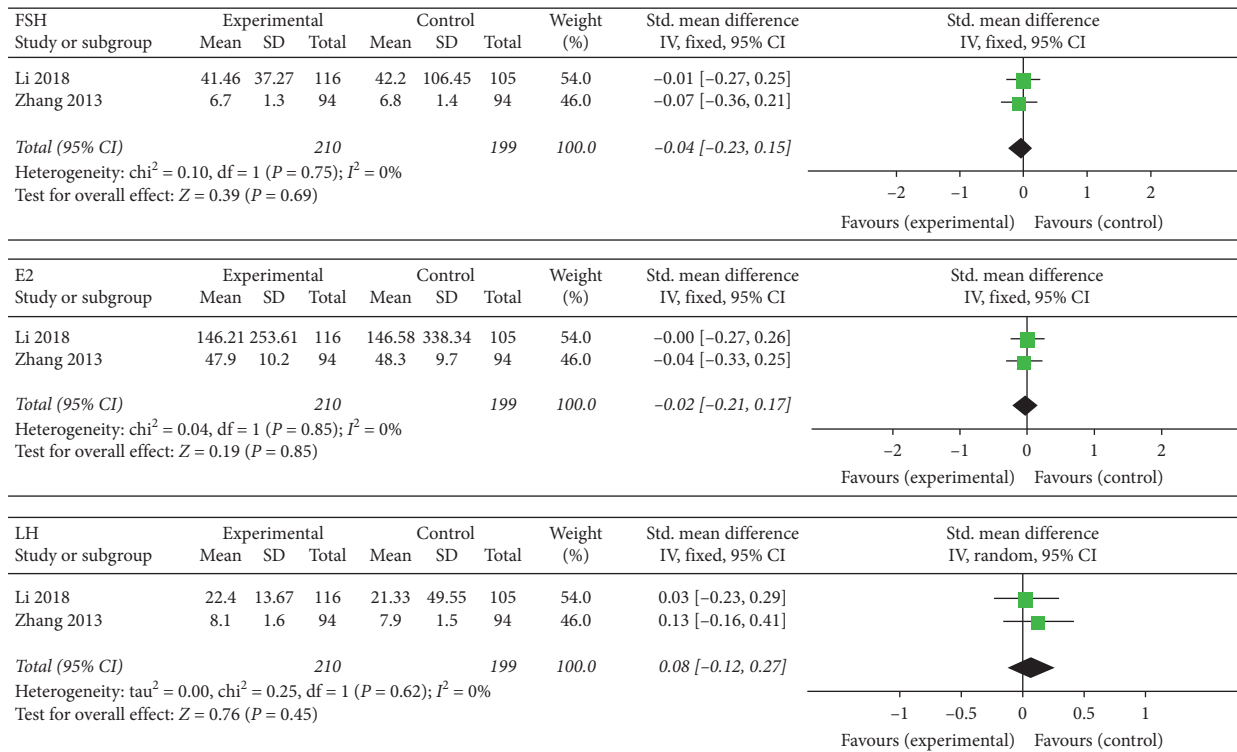 FSH Experimental Control Weight Std. mean difference Std. mean difference
Study or subgroup Mean SD Total Mean SD Total (%) IV, fixed, 95% CI IV, fixed, 95% CI
Li 2018 41.46 37.27 116 42.2 106.45 105 54.0 –0.01 [–0.27, 0.25]
Zhang 2013 6.7 1.3 94 6.8 1.4 94 46.0 –0.07 [–0.36, 0.21]
Total (95% CI) 210 199 100.0 –0.04 [–0.23, 0.15]
Heterogeneity: chi² = 0.10, df = 1 (P = 0.75); I² = 0%
Test for overall effect: Z = 0.39 (P = 0.69)
–2 –1 0 1 2
Favours (experimental) Favours (control)
E2 Experimental Control Weight Std. mean difference Std. mean difference
Study or subgroup Mean SD Total Mean SD Total (%) IV, fixed, 95% CI IV, fixed, 95% CI
Li 2018 146.21 253.61 116 146.58 338.34 105 54.0 –0.00 [–0.27, 0.26]
Zhang 2013 47.9 10.2 94 48.3 9.7 94 46.0 –0.04 [–0.33, 0.25]
Total (95% CI) 210 199 100.0 –0.02 [–0.21, 0.17]
Heterogeneity: chi² = 0.04, df = 1 (P = 0.85); I² = 0%
Test for overall effect: Z = 0.19 (P = 0.85)
–2 –1 0 1 2
Favours (experimental) Favours (control)
LH Experimental Control Weight Std. mean difference Std. mean difference
Study or subgroup Mean SD Total Mean SD Total (%) IV, fixed, 95% CI IV, random, 95% CI
Li 2018 22.4 13.67 116 21.33 49.55 105 54.0 0.03 [–0.23, 0.29]
Zhang 2013 8.1 1.6 94 7.9 1.5 94 46.0 0.13 [–0.16, 0.41]
Total (95% CI) 210 199 100.0 0.08 [–0.12, 0.27]
Heterogeneity: tau² = 0.00, chi² = 0.25, df = 1 (P = 0.62); I² = 0%
Test for overall effect: Z = 0.76 (P = 0.45)
–1 –0.5 0 0.5 1
Favours (experimental) Favours (control)